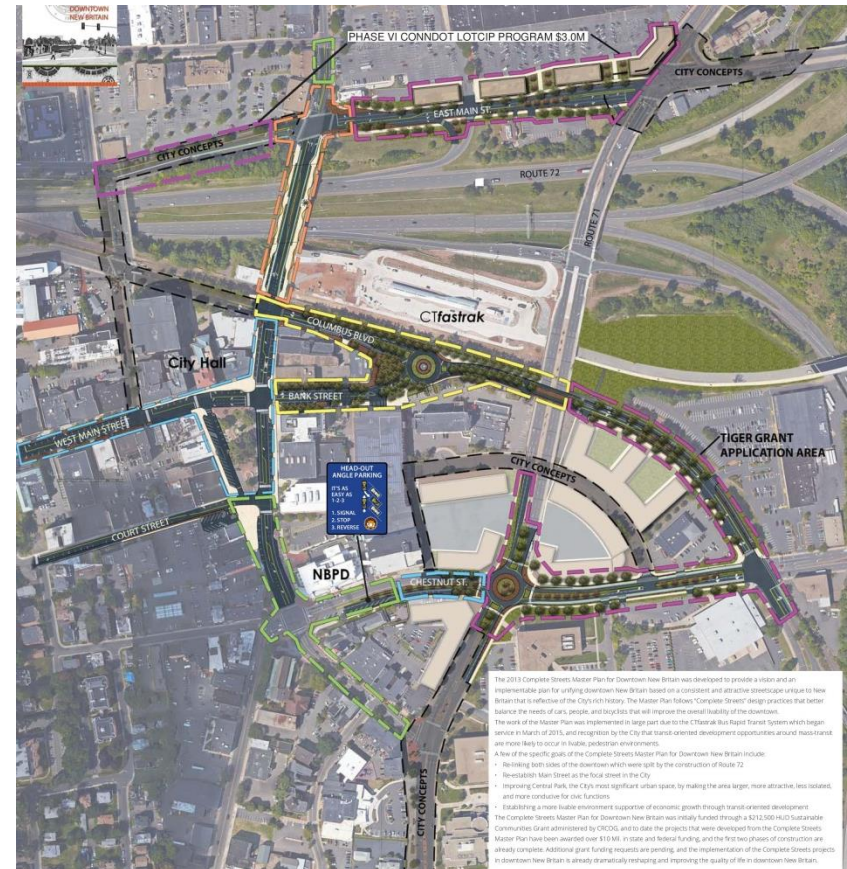 DOWNTOWN
NEW BRITAIN
PHASE VI CONNDOT LOTCIP PROGRAM $3.0M
CITY CONCEPTS
EAST MAIN ST.
CITY CONCEPTS
ROUTE 72
ROUTE 71
CTfastrak
COLUMBUS BLVD.
City Hall
BANK STREET
WEST MAIN STREET
TIGER GRANT
APPLICATION AREA
CITY CONCEPTS
HEAD-OUT
ANGLE PARKING
IT'S AS
EASY AS
1-2-3
1. SIGNAL
2. STOP
3. REVERSE
COURT STREET
NBPD
CHESTNUT ST.
CITY CONCEPTS
The 2013 Complete Streets Master Plan for Downtown New Britain was developed to provide a vision and an
implementable plan for unifying downtown New Britain based on a consistent and attractive streetscape unique to New
Britain that is reflective of the City's rich history. The Master Plan follows "Complete Streets" design practices that better
balance the needs of cars, people, and bicyclists that will improve the overall livability of the downtown.
The work of the Master Plan was implemented in large part due to the CTfastrak Bus Rapid Transit System which began
service in March of 2015, and recognition by the City that transit-oriented development opportunities around mass-transit
are more likely to occur in livable, pedestrian environments.
A few of the specific goals of the Complete Streets Master Plan for Downtown New Britain include:
· Re-linking both sides of the downtown which were split by the construction of Route 72
· Re-establish Main Street as the focal street in the City
· Improving Central Park, the City's most significant urban space, by making the area larger, more attractive, less isolated,
and more conducive for civic functions
· Establishing a more livable environment supportive of economic growth through transit-oriented development
The Complete Streets Master Plan for Downtown New Britain was initially funded through a $212,500 HUD Sustainable
Communities Grant administered by CRCOG, and to date the projects that were developed from the Complete Streets
Master Plan have been awarded over $10 Mil. in state and federal funding, and the first two phases of construction are
already complete. Additional grant funding requests are pending, and the implementation of the Complete Streets projects
in downtown New Britain is already dramatically reshaping and improving the quality of life in downtown New Britain.